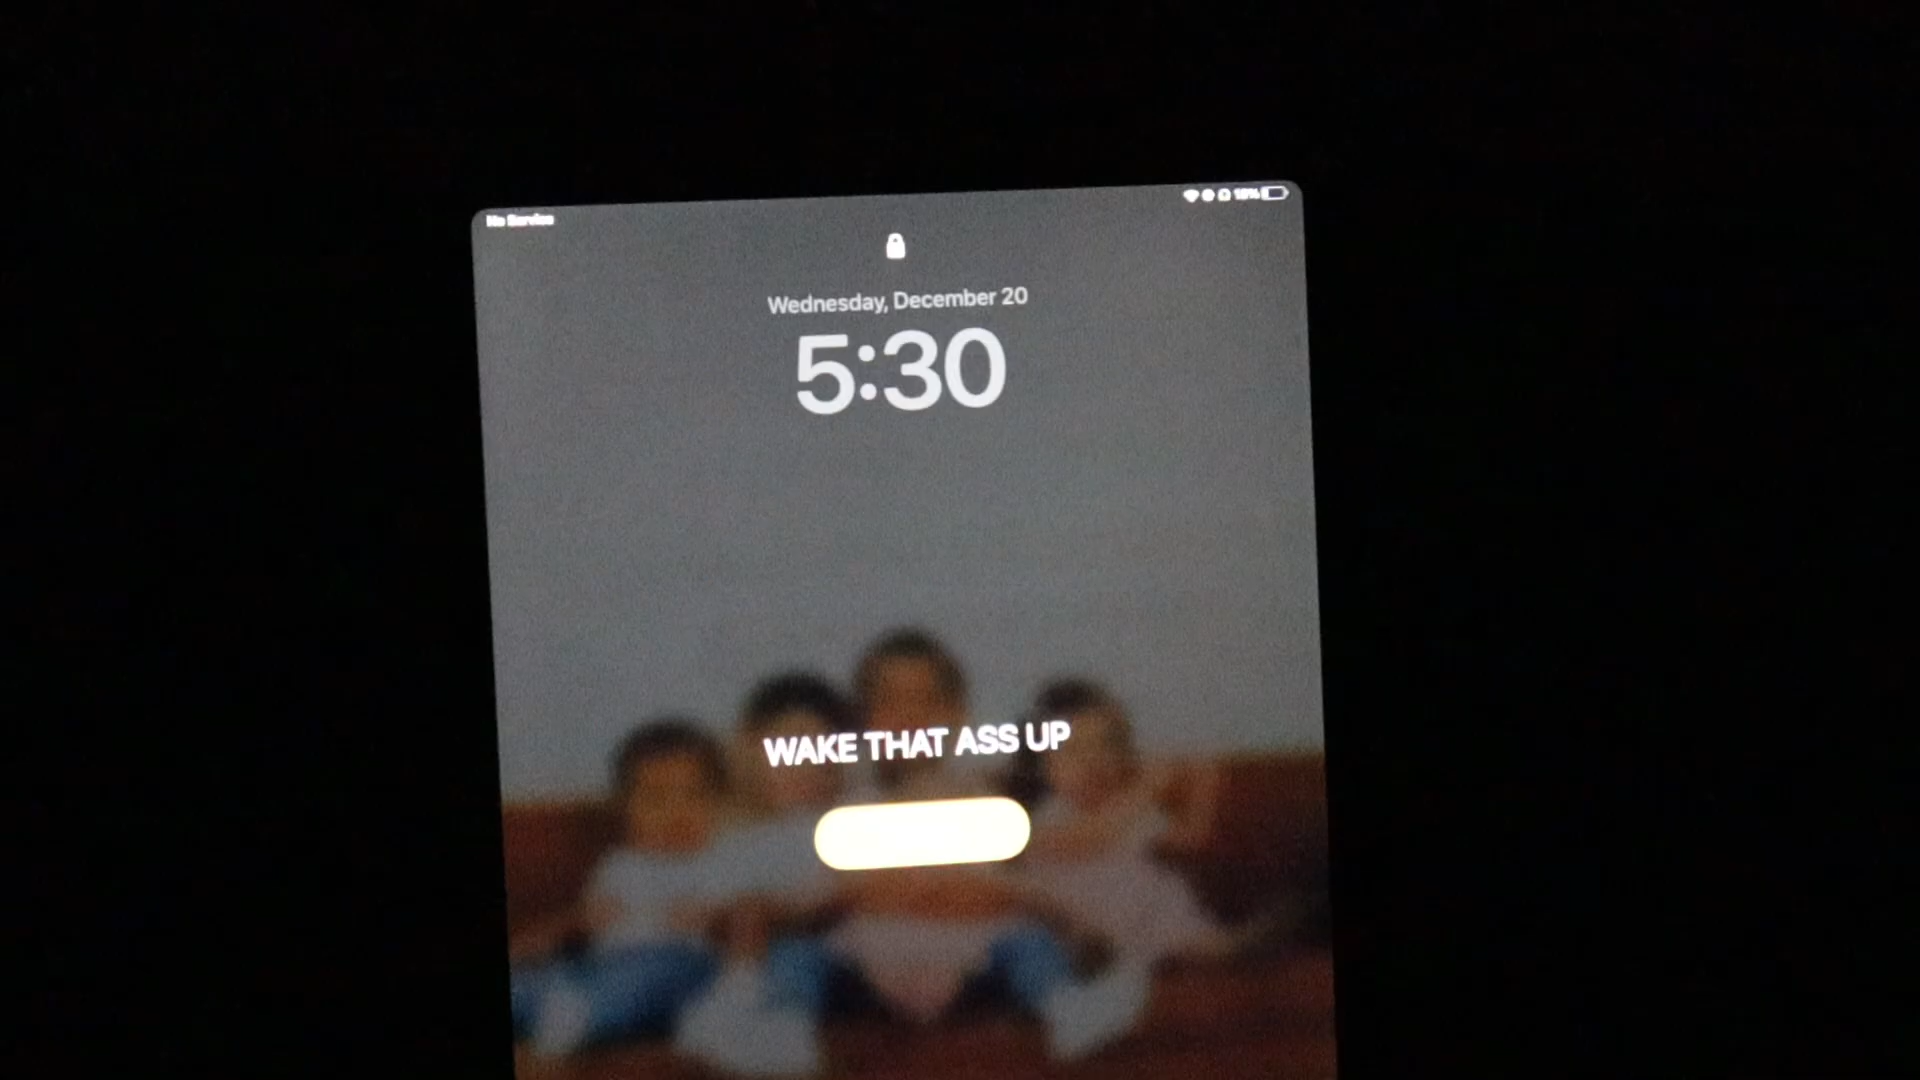 No Service
Wednesday, December 20
5:30
WAKE THAT ASS UP